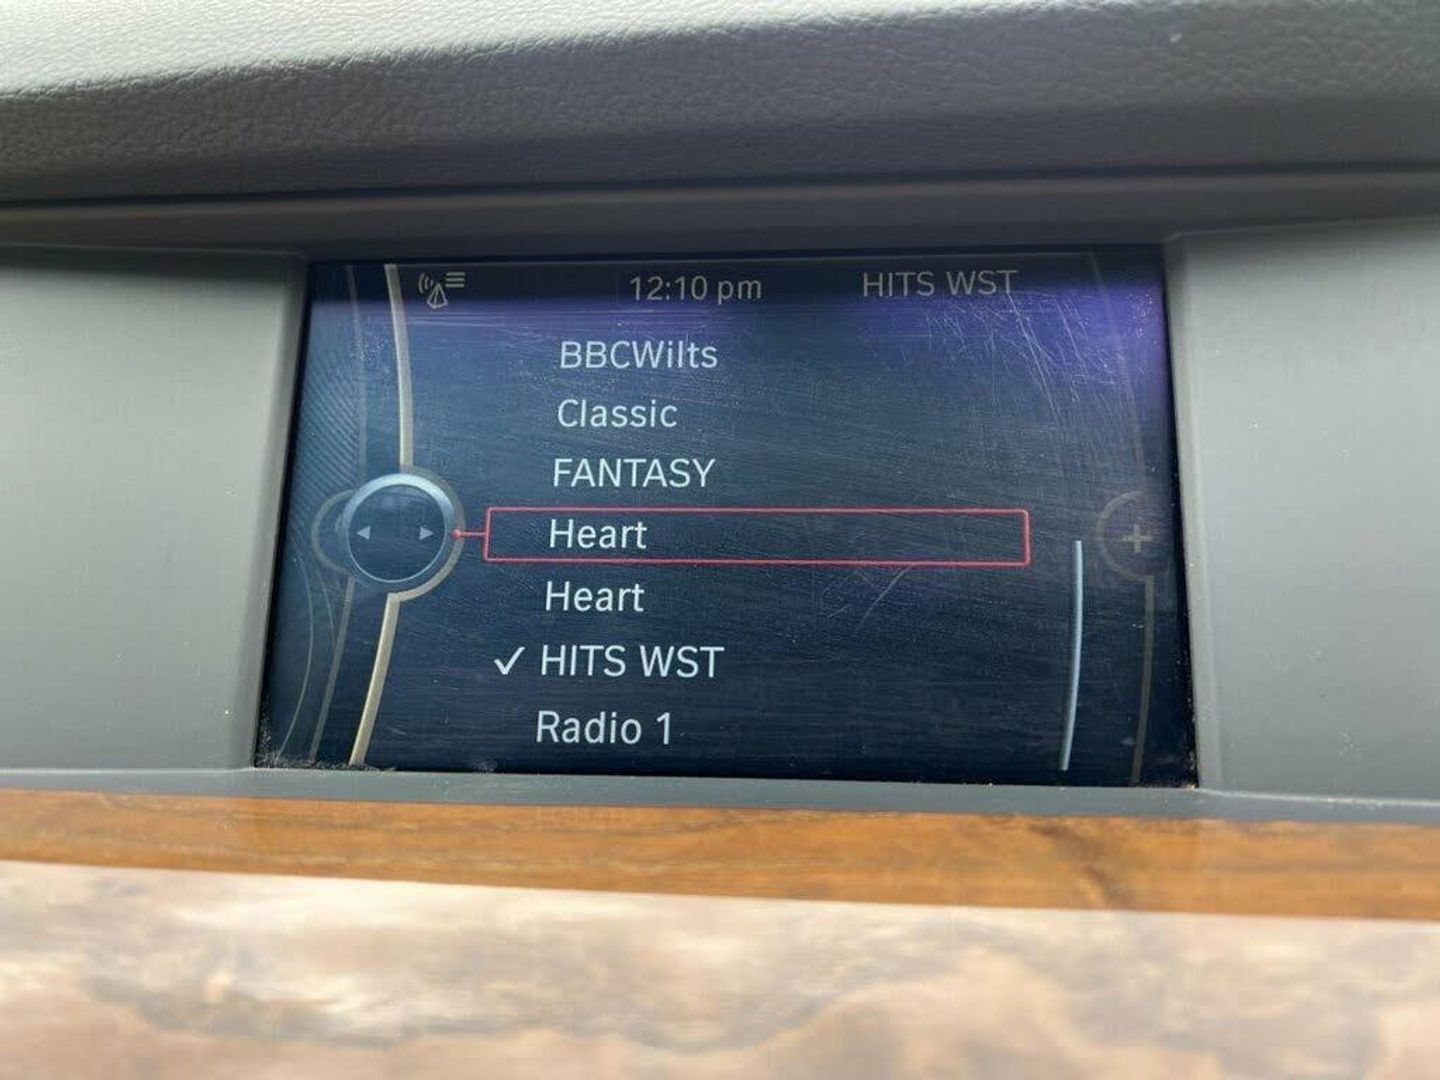 12:10 pm HITS WST
BBCWilts
Classic
FANTASY
Heart
Heart
✓ HITS WST
Radio 1